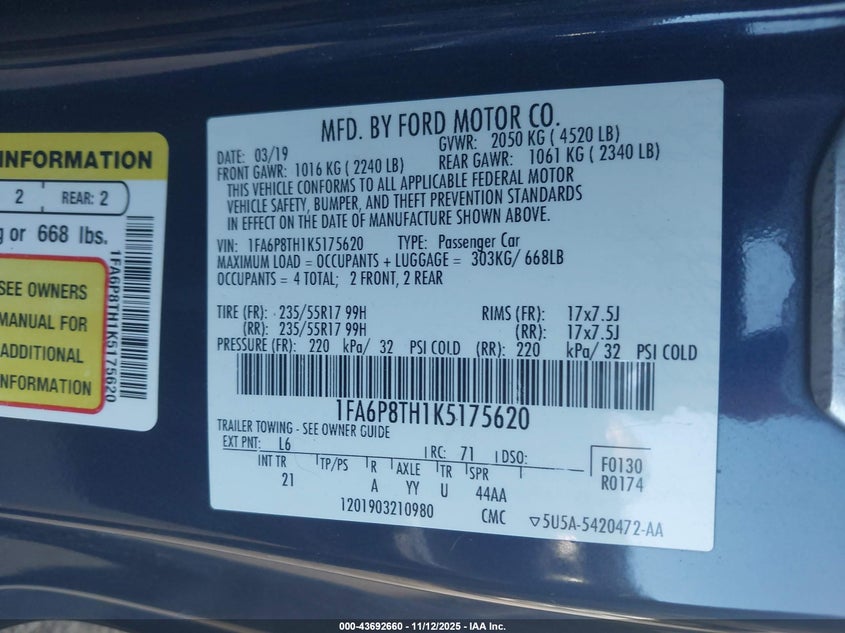 INFORMATION
2 REAR: 2
g or 668 lbs.
SEE OWNERS
MANUAL FOR
ADDITIONAL
INFORMATION
1FA6P8TH1K5175620
MFD. BY FORD MOTOR CO.
DATE: 03/19 GVWR: 2050 KG ( 4520 LB)
FRONT GAWR: 1016 KG ( 2240 LB) REAR GAWR: 1061 KG ( 2340 LB)
THIS VEHICLE CONFORMS TO ALL APPLICABLE FEDERAL MOTOR
VEHICLE SAFETY, BUMPER, AND THEFT PREVENTION STANDARDS
IN EFFECT ON THE DATE OF MANUFACTURE SHOWN ABOVE.
VIN: 1FA6P8TH1K5175620 TYPE: Passenger Car
MAXIMUM LOAD = OCCUPANTS + LUGGAGE = 303KG/ 668LB
OCCUPANTS = 4 TOTAL; 2 FRONT, 2 REAR
TIRE (FR): 235/55R17 99H RIMS (FR): 17x7.5J
(RR): 235/55R17 99H (RR): 17x7.5J
PRESSURE (FR): 220 kPa/ 32 PSI COLD (RR): 220 kPa/ 32 PSI COLD
1FA6P8TH1K5175620
TRAILER TOWING - SEE OWNER GUIDE
EXT PNT: L6 RC: 71 DSO:
INT TR TP/PS R AXLE TR SPR
21 A YY U 44AA
F0130
R0174
1201903210980 CMC ▽5U5A-5420472-AA
000-43692660 - 11/12/2025 - IAA Inc.